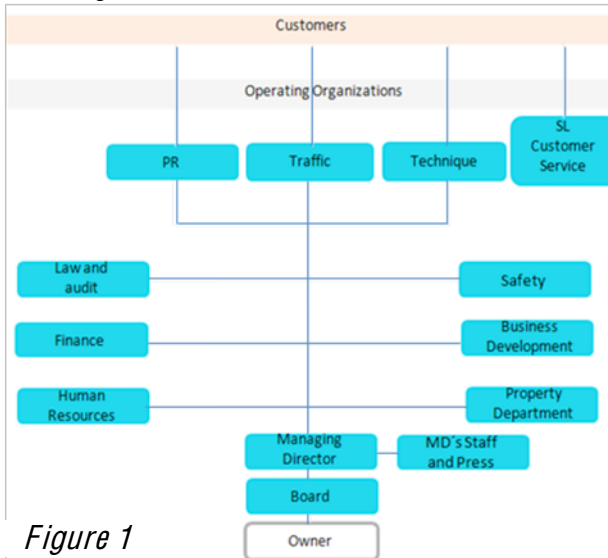 Customers
Operating Organizations
PR
Traffic
Technique
SL
Customer
Service
Law and
audit
Safety
Finance
Business
Development
Human
Resources
Property
Department
Managing
Director
MD´s Staff
and Press
Board
Owner
Figure 1